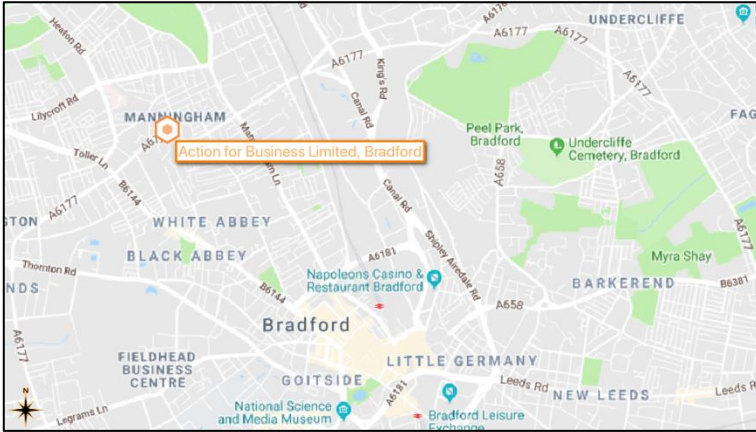 UNDERCLIFFE
Heaton Rd
A6177
A6177
King's Rd
Canal Rd
Lilycroft Rd
MANNINGHAM
Peel Park,
Bradford
Undercliffe
Cemetery, Bradford
FAG
Action for Business Limited, Bradford
Toller Ln
A658
B6144
Canal Rd
A6177
STON
A6177
WHITE ABBEY
Shipley Airedale Rd
BLACK ABBEY
A6181
Myra Shay
Thornton Rd
Napoleons Casino &
Restaurant Bradford
BARKEREND
B6381
NDS
B6144
A658
Bradford
A6177
FIELDHEAD
BUSINESS
CENTRE
LITTLE GERMANY
GOITSIDE
Leeds Rd
Leeds R
A6181
NEW LEEDS
N
Legrams Ln
National Science
and Media Museum
Bradford Leisure
Exchange